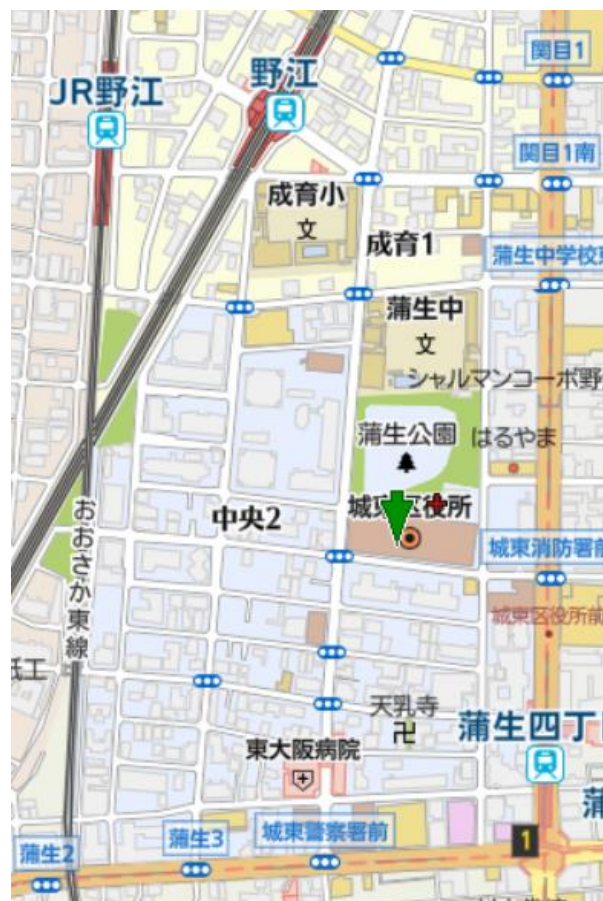 関目1
野江
JR野江
関目1南
成育小
文
成育1
蒲生中学校
蒲生中
文
シャルマンコーポ野
蒲生公園
はるやま
城東区役所
中央2
城東消防署前
おおさか東線
城東区役所前
紙工
天乳寺
卍
蒲生四丁
東大阪病院
蒲
蒲生2
蒲生3
城東警察署前
1